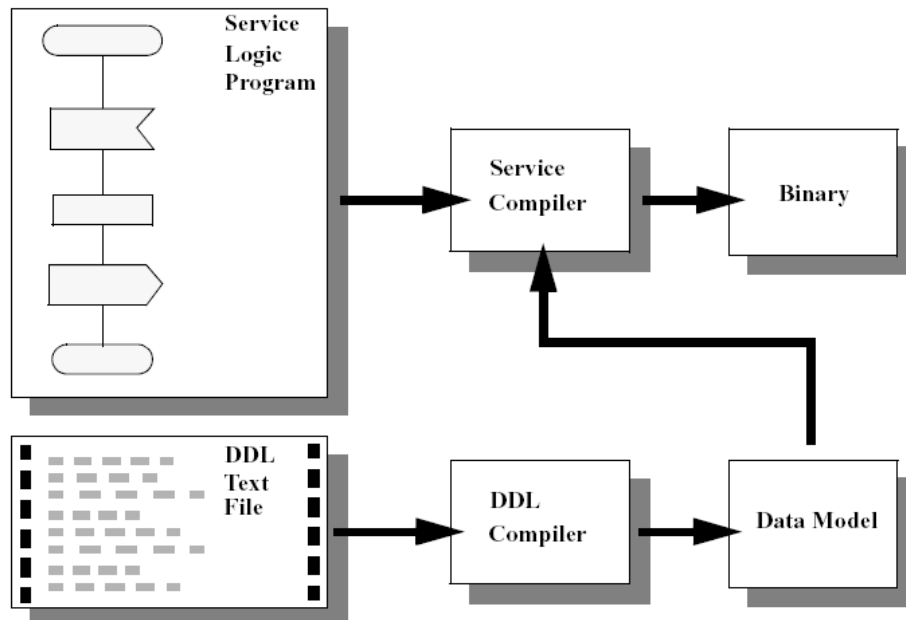 Service
Logic
Program
Service
Compiler
Binary
DDL
Text
File
DDL
Compiler
Data Model